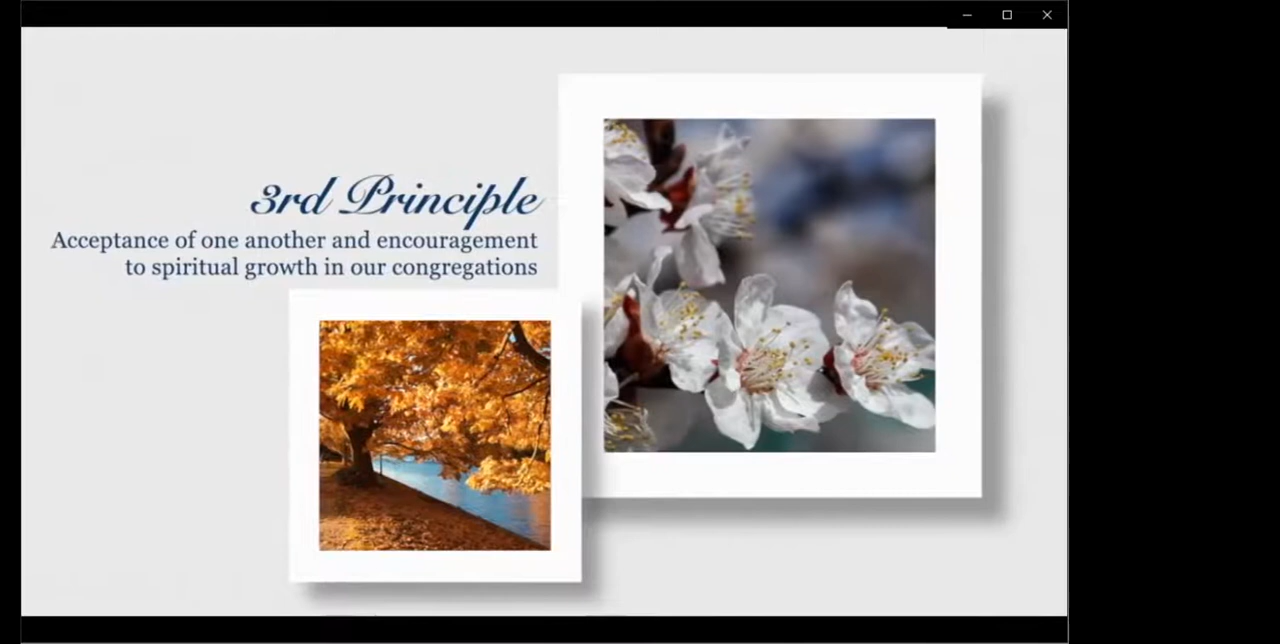 3rd Principle
Acceptance of one another and encouragement
to spiritual growth in our congregations